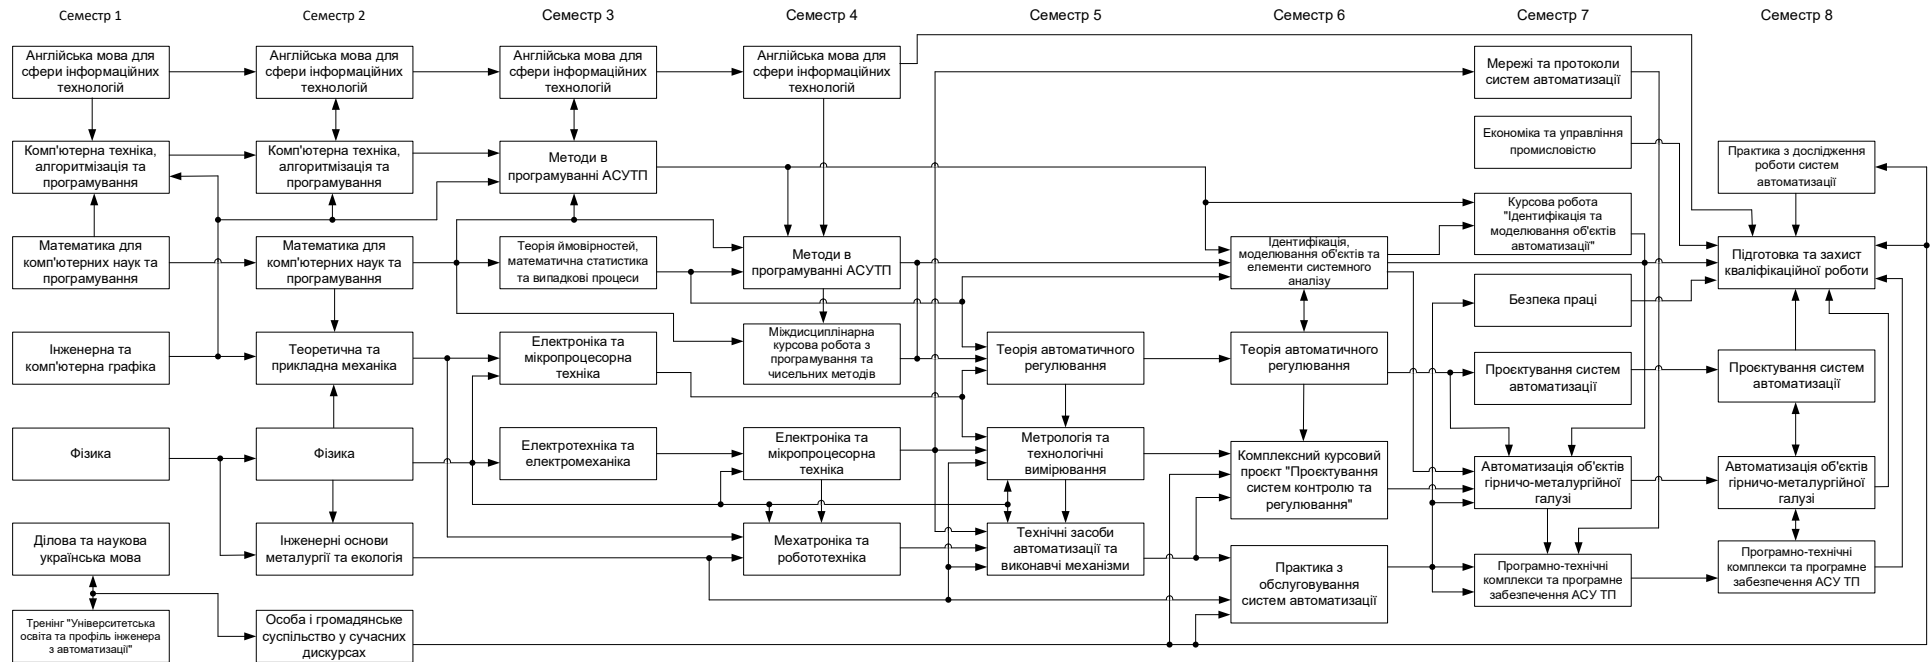 Семестр 1
Семестр 2
Семестр 3
Семестр 4
Семестр 5
Семестр 6
Семестр 7
Семестр 8
Англійська мова для
сфери інформаційних
технологій
Англійська мова для
сфери інформаційних
технологій
Англійська мова для
сфери інформаційних
технологій
Англійська мова для
сфери інформаційних
технологій
Мережі та протоколи
систем автоматизації
Економіка та управління
промисловістю
Комп'ютерна техніка,
алгоритмізація та
програмування
Комп'ютерна техніка,
алгоритмізація та
програмування
Методи в
програмуванні АСУТП
Практика з дослідження
роботи систем
автоматизації
Курсова робота
"Ідентифікація та
моделювання об'єктів
автоматизації"
Математика для
комп'ютерних наук та
програмування
Математика для
комп'ютерних наук та
програмування
Теорія ймовірностей,
математична статистика
та випадкові процеси
Методи в
програмуванні АСУТП
Ідентифікація,
моделювання об'єктів та
елементи системного
аналізу
Підготовка та захист
кваліфікаційної роботи
Безпека праці
Інженерна та
комп'ютерна графіка
Теоретична та
прикладна механіка
Електроніка та
мікропроцесорна
техніка
Міждисциплінарна
курсова робота з
програмування та
чисельних методів
Теорія автоматичного
регулювання
Теорія автоматичного
регулювання
Проєктування систем
автоматизації
Проєктування систем
автоматизації
Фізика
Фізика
Електротехніка та
електромеханіка
Електроніка та
мікропроцесорна
техніка
Метрологія та
технологічні
вимірювання
Комплексний курсовий
проєкт "Проєктування
систем контролю та
регулювання"
Автоматизація об'єктів
гірничо-металургійної
галузі
Автоматизація об'єктів
гірничо-металургійної
галузі
Ділова та наукова
українська мова
Інженерні основи
металургії та екологія
Мехатроніка та
робототехніка
Технічні засоби
автоматизації та
виконавчі механізми
Практика з
обслуговування
систем автоматизації
Програмно-технічні
комплекси та програмне
забезпечення АСУ ТП
Програмно-технічні
комплекси та програмне
забезпечення АСУ ТП
Тренінг "Університетська
освіта та профіль інженера
з автоматизації"
Особа і громадянське
суспільство у сучасних
дискурсах